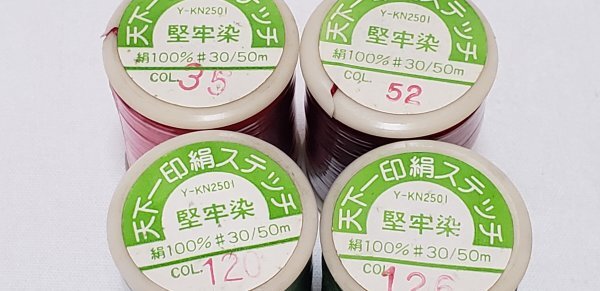 天下一印絹ステッチ
Y-KN2501
堅牢染
絹100%♯30/50m
COL. 35
天下一印絹ステッチ
Y-KN2501
堅牢染
絹100%♯30/50m
COL. 52
天下一印絹ステッチ
Y-KN2501
堅牢染
絹100%♯30/50m
COL. 120
天下一印絹ステッチ
Y-KN2501
堅牢染
絹100%♯30/50m
COL. 126